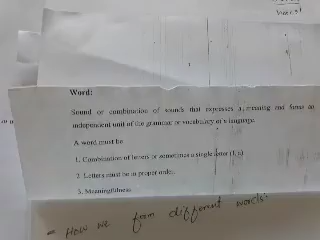 Word:
Sound or combination of sounds that expresses a meaning and forms an
independent unit of the grammar or vocabulary of a language.
A word must be
1. Combination of letters or sometimes a single letter
2. Letters must be in proper order.
3. Meaningfulness
- How we form different words?